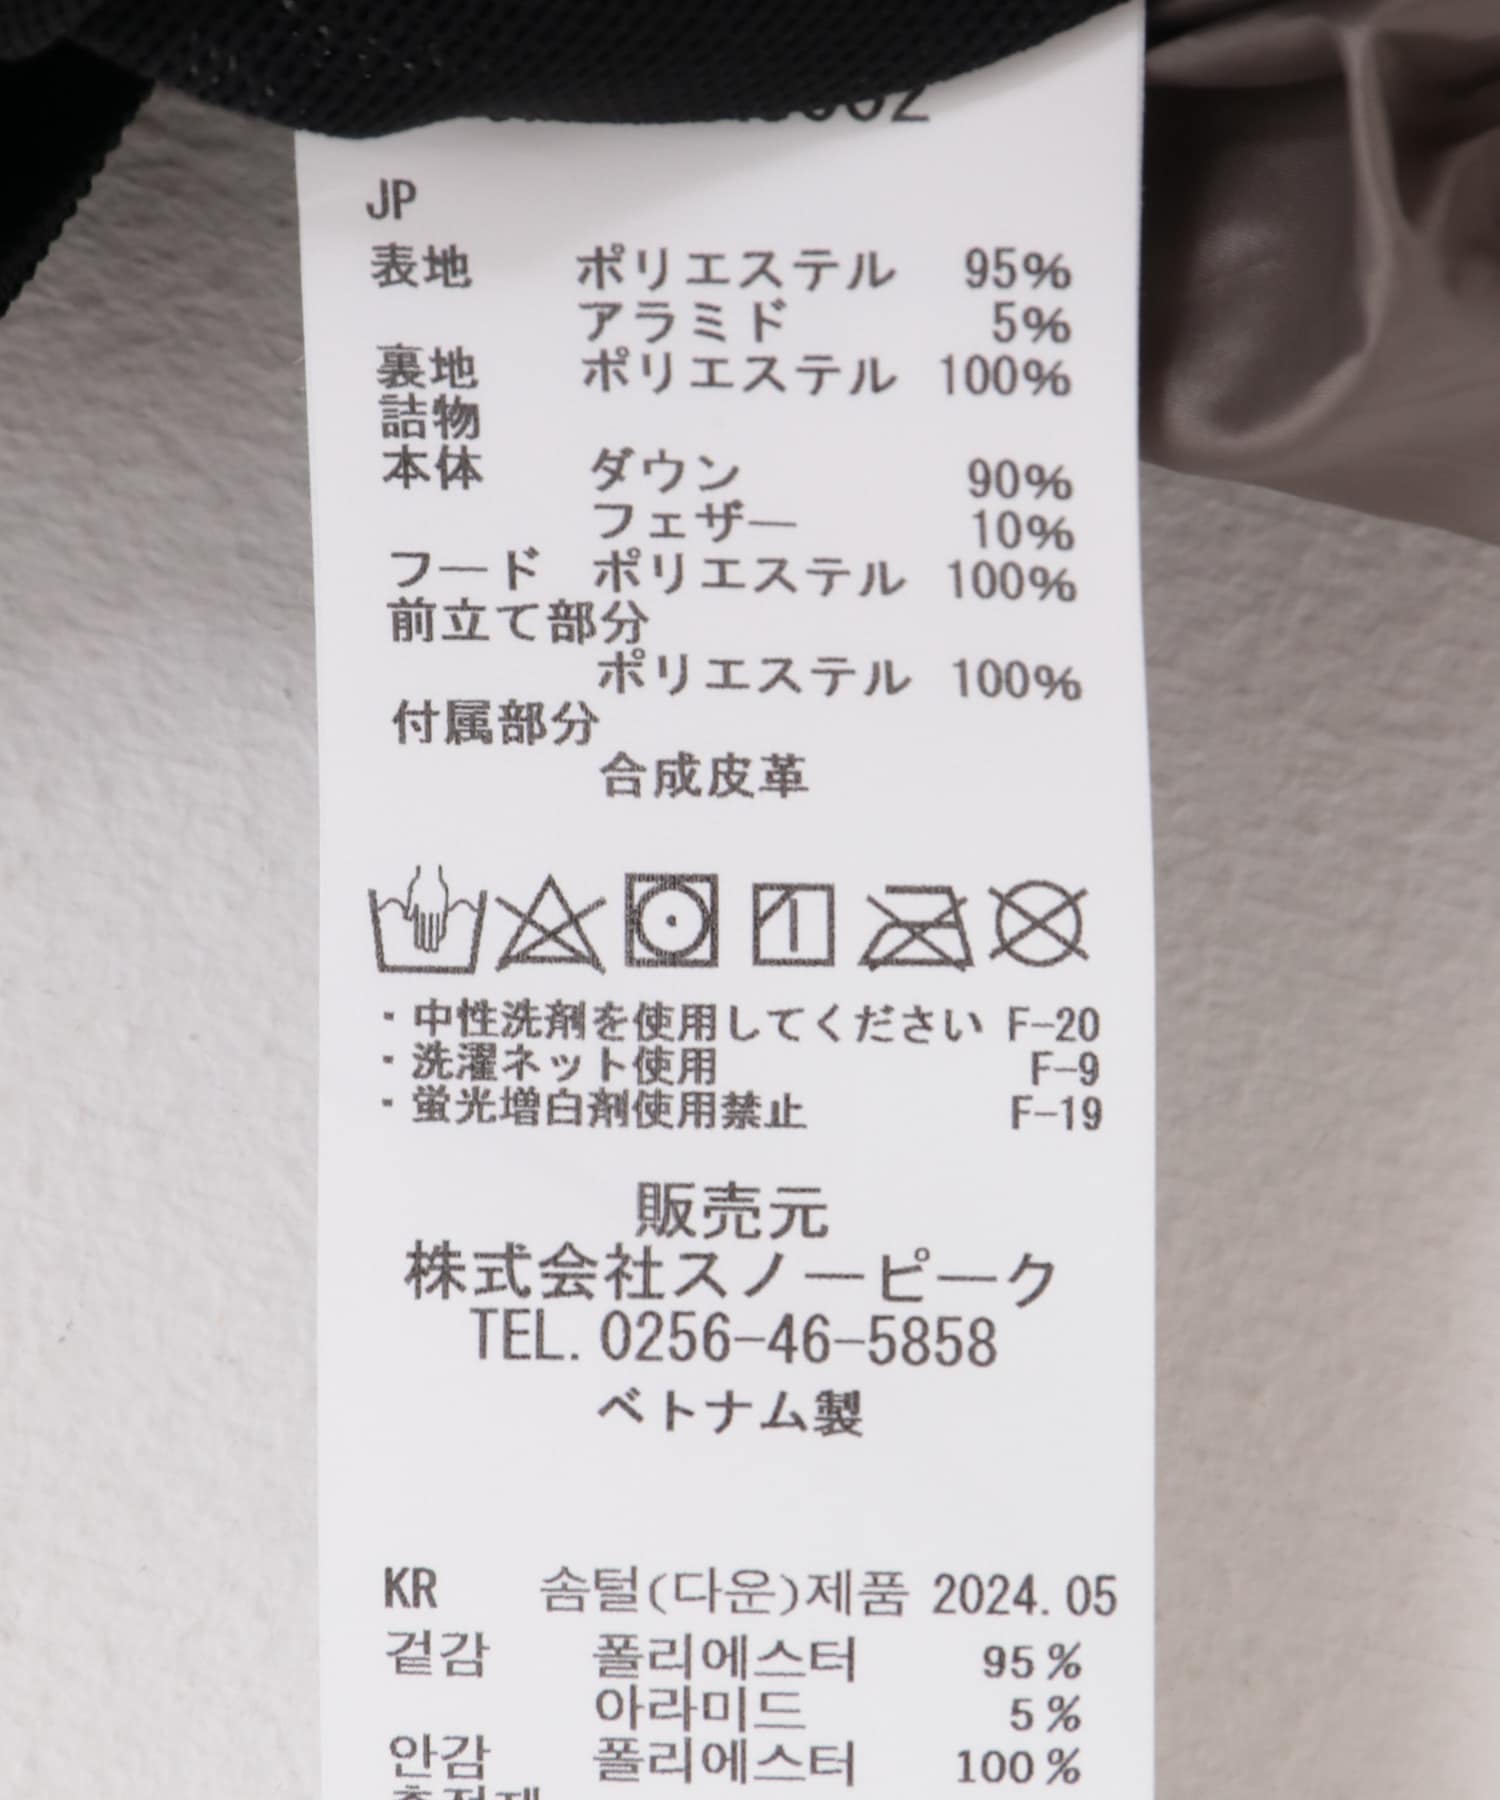 JP
表地 ポリエステル 95%
アラミド 5%
裏地 ポリエステル 100%
詰物
本体 ダウン 90%
フェザー 10%
フード ポリエステル 100%
前立て部分
ポリエステル 100%
付属部分
合成皮革
・中性洗剤を使用してください F-20
・洗濯ネット使用 F-9
・蛍光増白剤使用禁止 F-19
販売元
株式会社スノーピーク
TEL. 0256-46-5858
ベトナム製
KR 솜털(다운)제품 2024.05
겉감 폴리에스터 95%
아라미드 5%
안감 폴리에스터 100%